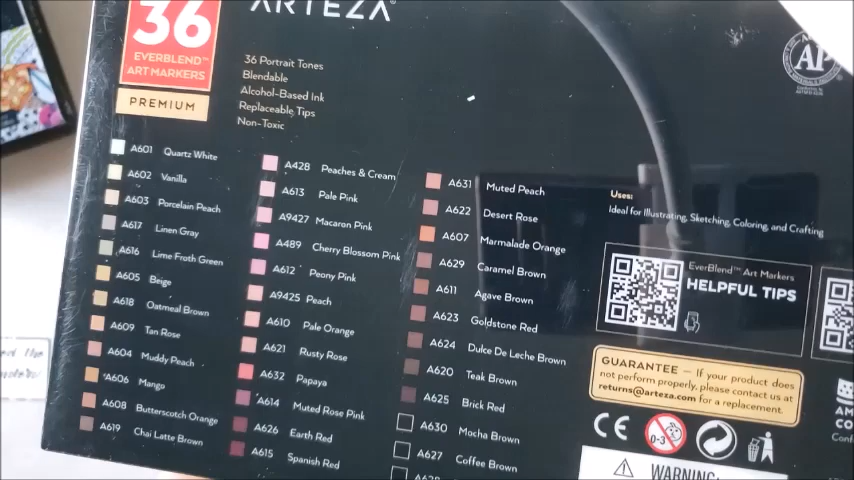 36
EVERBLEND™
ART MARKERS
PREMIUM
ARTEZA
36 Portrait Tones
Blendable
Alcohol-Based Ink
Replaceable Tips
Non-Toxic
A601 Quartz White
A602 Vanilla
A603 Porcelain Peach
A617 Linen Gray
A616 Lime Froth Green
A605 Beige
A618 Oatmeal Brown
A609 Tan Rose
A604 Muddy Peach
A606 Mango
A608 Butterscotch Orange
A619 Chai Latte Brown
A428 Peaches & Cream
A613 Pale Pink
A9427 Macaron Pink
A489 Cherry Blossom Pink
A612 Peony Pink
A9425 Peach
A610 Pale Orange
A621 Rusty Rose
A632 Papaya
A614 Muted Rose Pink
A626 Earth Red
A615 Spanish Red
A631 Muted Peach
A622 Desert Rose
A607 Marmalade Orange
A629 Caramel Brown
A611 Agave Brown
A623 Goldstone Red
A624 Dulce De Leche Brown
A620 Teak Brown
A625 Brick Red
A630 Mocha Brown
A627 Coffee Brown
AP
Uses:
Ideal for Illustrating, Sketching, Coloring, and Crafting
EverBlend™ Art Markers
HELPFUL TIPS
GUARANTEE — If your product does
not perform properly, please contact us at
returns@arteza.com for a replacement.
CE
0-3
WARNING: